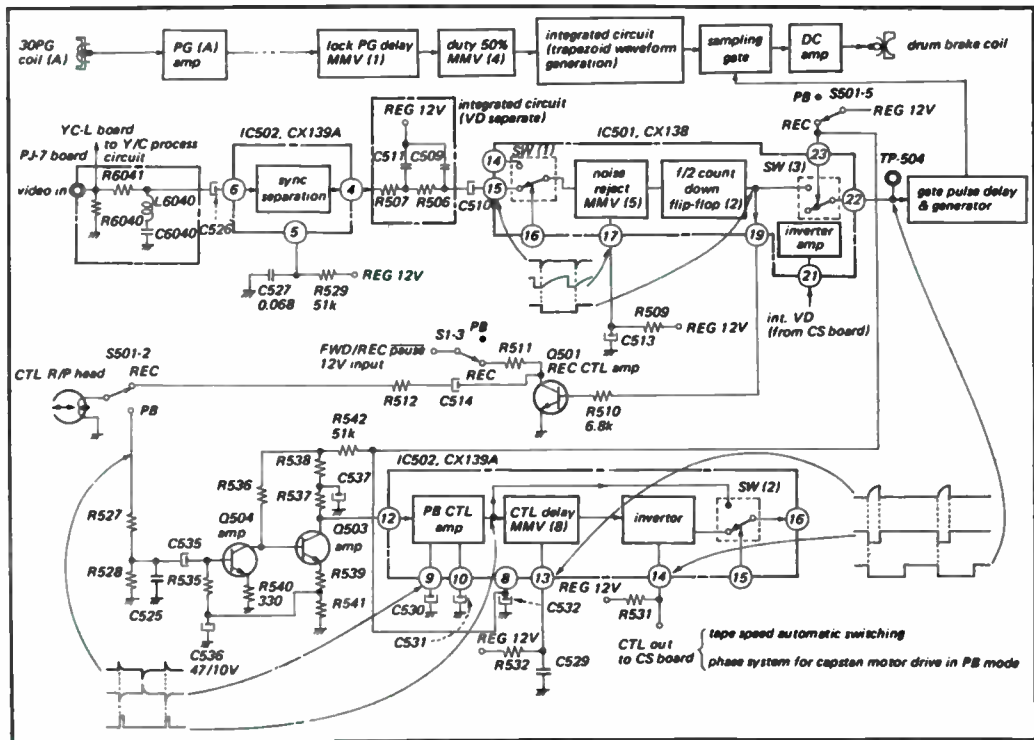 30PG
coil (A)
PG (A)
amp
lock PG delay
MMV (1)
duty 50%
MMV (4)
integrated circuit
(trapezoid waveform
generation)
sampling
gate
DC
amp
drum brake coil
YC-L board
to Y/C process
circuit
PJ-7 board
R6041
video in
R6040
L6040
C6040
C526
IC502, CX139A
6
sync
separation
4
5
C527
0.068
R529
51k
REG 12V
REG 12V
integrated circuit
(VD separate)
C511
C509
R507
R506
C510
IC501, CX138
14
15
SW (1)
16
noise
reject
MMV (5)
17
f/2 count
down
flip-flop (2)
19
PB
S501-5
REG 12V
REC
23
SW (3)
TP-504
22
gate pulse delay
& generator
inverter
amp
21
int. VD
(from CS board)
R509
REG 12V
C513
S1-3
PB
FWD/REC pause
12V input
REC
R511
Q501
REC CTL amp
R510
6.8k
S501-2
CTL R/P head
REC
PB
R512
C514
R542
51k
R538
R537
C537
R536
Q504
amp
Q503
amp
R527
R528
C535
R535
C525
R540
330
R539
R541
C536
47/10V
IC502, CX139A
12
PB CTL
amp
CTL delay
MMV (8)
invertor
SW (2)
16
9
10
8
13
14
15
C530
C531
C532
REG 12V
REG 12V
R532
C529
R531
CTL out
to CS board
tape speed automatic switching
phase system for capstan motor drive in PB mode